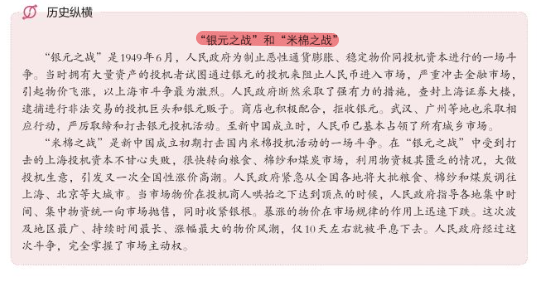 历史纵横
“银元之战”和“米棉之战”
“银元之战”是1949年6月，人民政府为制止恶性通货膨胀、稳定物价同投机资本进行的一场斗
争。当时拥有大量资产的投机者试图通过银元的投机来阻止人民币进入市场，严重冲击金融市场，
引起物价飞涨，以上海市斗争最为激烈。人民政府断然采取了强有力的措施，查封上海证券大楼，
逮捕进行非法交易的投机巨头和银元贩子。商店也积极配合，拒收银元。武汉、广州等地也采取相
应行动，严厉取缔和打击银元投机活动。至新中国成立时，人民币已基本占领了所有城乡市场。
“米棉之战”是新中国成立初期打击国内米棉投机活动的一场斗争。在“银元之战”中受到打
击的上海投机资本不甘心失败，很快转向粮食、棉纱和煤炭市场，利用物资极其匮乏的情况，大做
投机生意，引发又一次全国性涨价高潮。人民政府紧急从全国各地将大批粮食、棉纱和煤炭调往
上海、北京等大城市。当市场物价在投机商人哄抬之下达到顶点的时候，人民政府指导各地集中时
间、集中物资统一向市场抛售，同时收紧银根。暴涨的物价在市场规律的作用上迅速下跌。这次波
及地区最广、持续时间最长、涨幅最大的物价风潮，仅10天左右就被平息下去。人民政府经过这
次斗争，完全掌握了市场主动权。